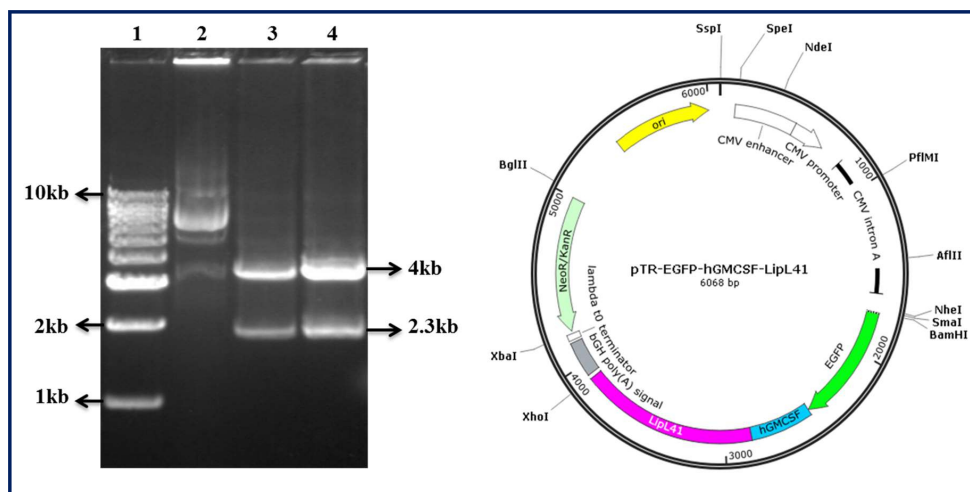 1 2 3 4
10kb
2kb
1kb
4kb
2.3kb
SspI
SpeI
NdeI
PflMI
AflII
NheI
SmaI
BamHI
XhoI
XbaI
BglII
6000
1000
2000
3000
4000
5000
ori
CMV enhancer
CMV promoter
CMV intron A
EGFP
hGMCSF
LipL41
bGH poly(A) signal
lambda t0 terminator
NeoR/KanR
pTR-EGFP-hGMCSF-LipL41
6068 bp